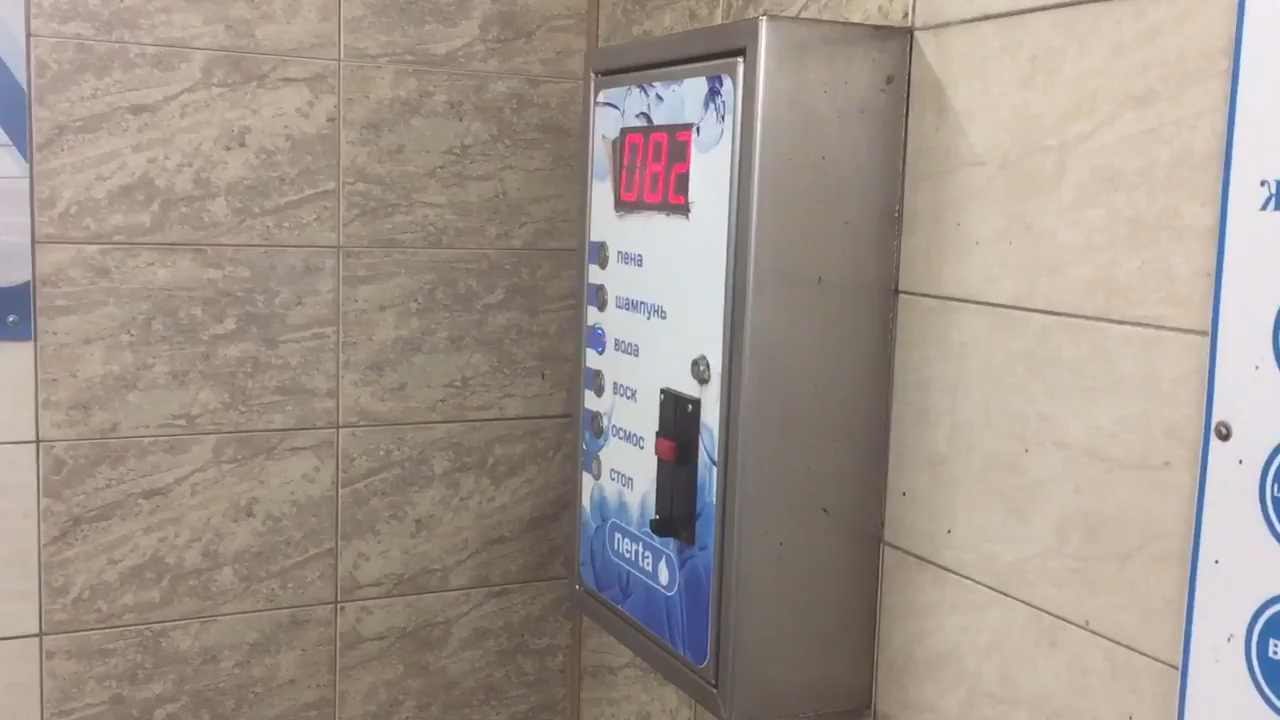 082
пена
шампунь
вода
воск
осмос
стоп
nerta